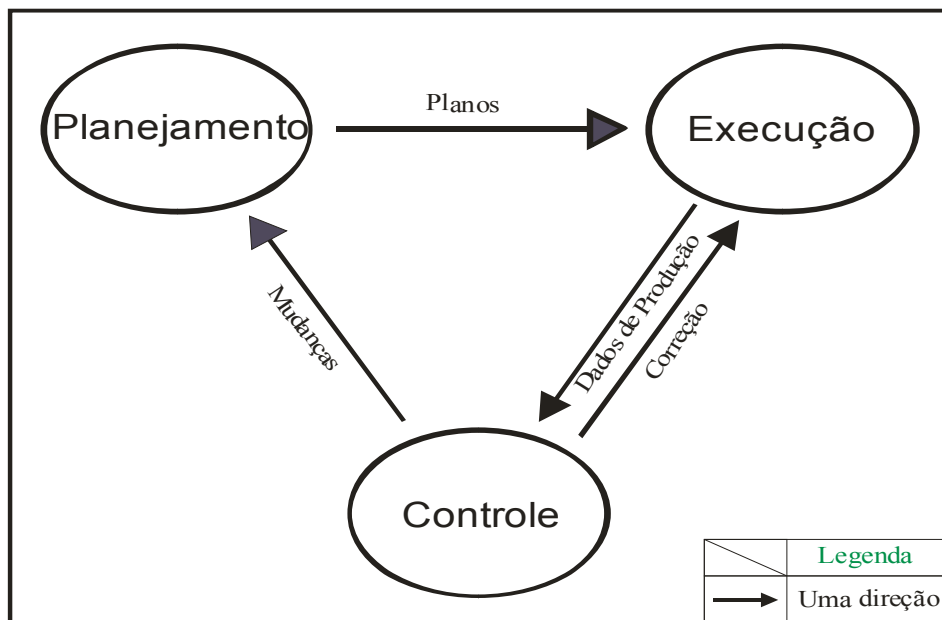 Planos
Planejamento
Execução
Dados de Produção
Correção
Mudanças
Controle
Legenda
Uma direção